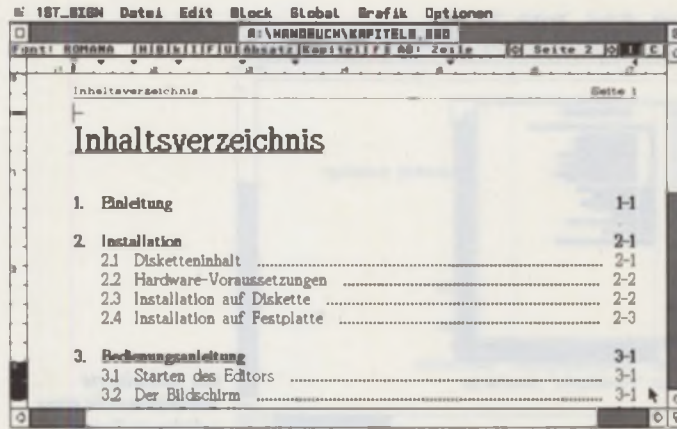 1ST_SIGN Datei Edit Block Global Grafik Optionen
A:\HANDBUCH\KAPITEL0.
Font: ROMANA |N|B|k|I|F|U|Absatz|Kapitel|F| AB: Zeile Seite 2 I C
Inhaltsverzeichnis Seite 1
Inhaltsverzeichnis
1. Einleitung 1-1
2. Installation 2-1
2.1 Disketteninhalt 2-1
2.2 Hardware-Voraussetzungen 2-2
2.3 Installation auf Diskette 2-2
2.4 Installation auf Festplatte 2-3
3. Bedienungsanleitung 3-1
3.1 Starten des Editors 3-1
3.2 Der Bildschirm 3-1